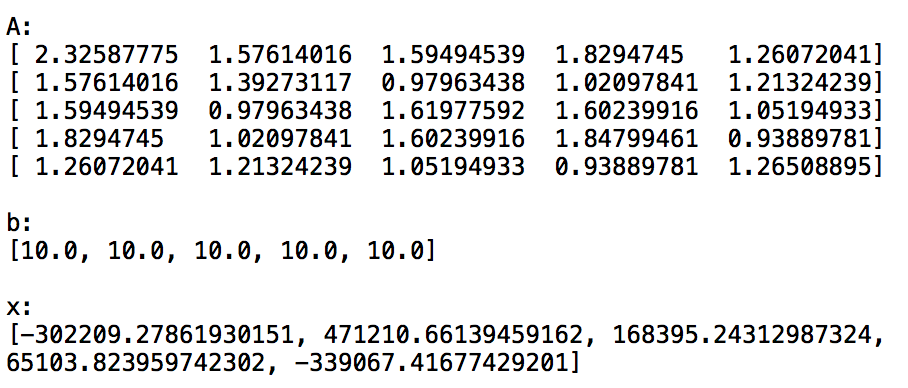 A:
[ 2.32587775 1.57614016 1.59494539 1.8294745 1.26072041]
[ 1.57614016 1.39273117 0.97963438 1.02097841 1.21324239]
[ 1.59494539 0.97963438 1.61977592 1.60239916 1.05194933]
[ 1.8294745 1.02097841 1.60239916 1.84799461 0.93889781]
[ 1.26072041 1.21324239 1.05194933 0.93889781 1.26508895]
b:
[10.0, 10.0, 10.0, 10.0, 10.0]
x:
[-302209.27861930151, 471210.66139459162, 168395.24312987324,
65103.823959742302, -339067.41677429201]